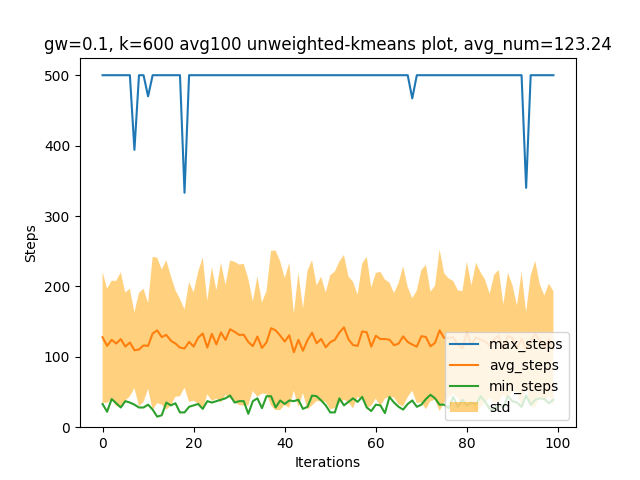 gw=0.1, k=600 avg100 unweighted-kmeans plot, avg_num=123.24
500
400
300
200
100
0
Steps
0 20 40 60 80 100
Iterations
max_steps
avg_steps
min_steps
std